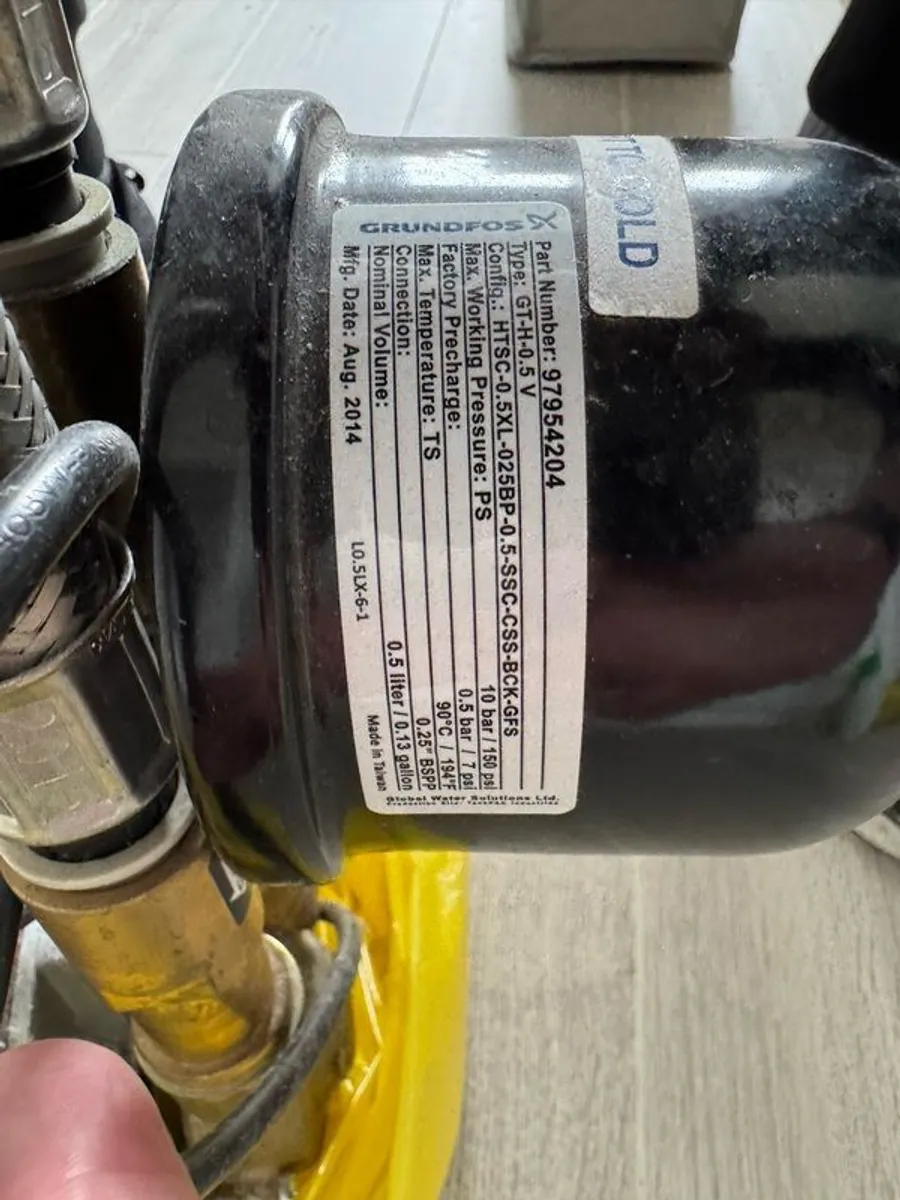 GRUNDFOS
Part Number: 97954204
Type: GT-H-0.5 V
Config.: HTSC-0.5XL-025BP-0.5-SSC-CSS-BCK-GFS
Max. Working Pressure: PS 10 bar / 150 psi
Factory Precharge: 0.5 bar / 7 psi
Max. Temperature: TS 90°C / 194°F
Connection: 0.25" BSPP
Nominal Volume: 0.5 liter / 0.13 gallon
Mfg. Date: Aug. 2014 LO.5LX-6-1 Made in Taiwan
Global Water Solutions Ltd.
COLD